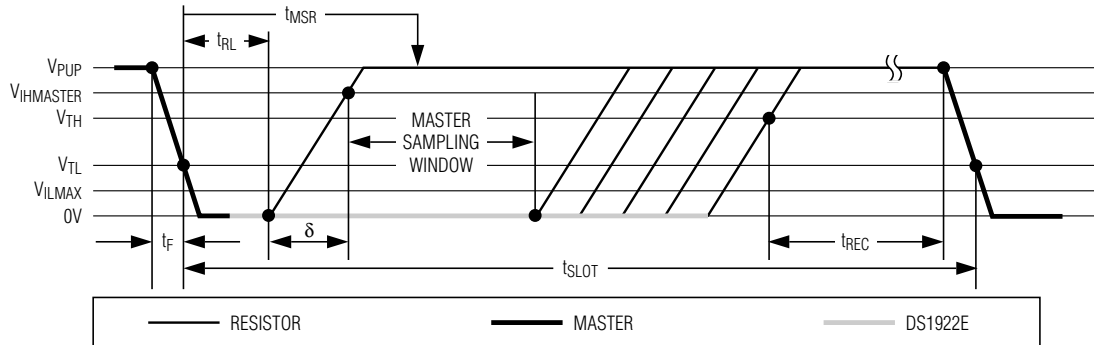 tMSR
tRL
VPUP
VIHMASTER
VTH
MASTER
SAMPLING
WINDOW
VTL
VILMAX
0V
tF
δ
tREC
tSLOT
RESISTOR
MASTER
DS1922E